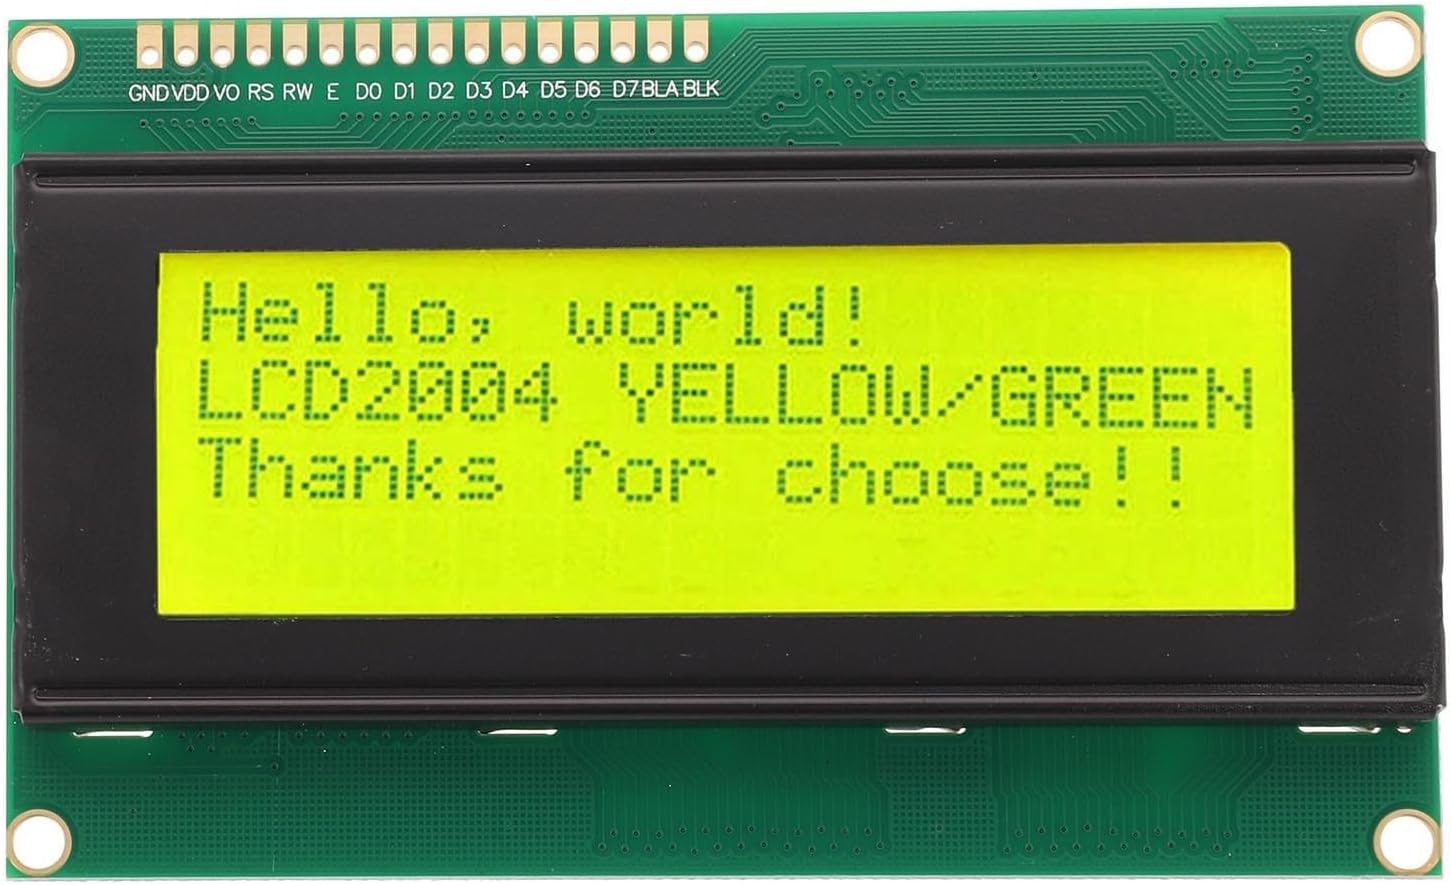 GND VDD VO RS RW E D0 D1 D2 D3 D4 D5 D6 D7 BLA BLK
Hello, world!
LCD2004 YELLOW/GREEN
Thanks for choose!!